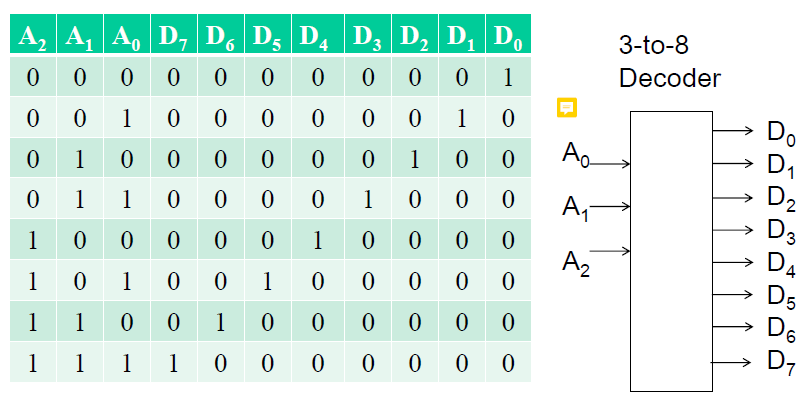 A₂ A₁ A₀ D₇ D₆ D₅ D₄ D₃ D₂ D₁ D₀
0 0 0 0 0 0 0 0 0 0 1
0 0 1 0 0 0 0 0 0 1 0
0 1 0 0 0 0 0 0 1 0 0
0 1 1 0 0 0 0 1 0 0 0
1 0 0 0 0 0 1 0 0 0 0
1 0 1 0 0 1 0 0 0 0 0
1 1 0 0 1 0 0 0 0 0 0
1 1 1 1 0 0 0 0 0 0 0
3-to-8
Decoder
A₀
A₁
A₂
D₀
D₁
D₂
D₃
D₄
D₅
D₆
D₇